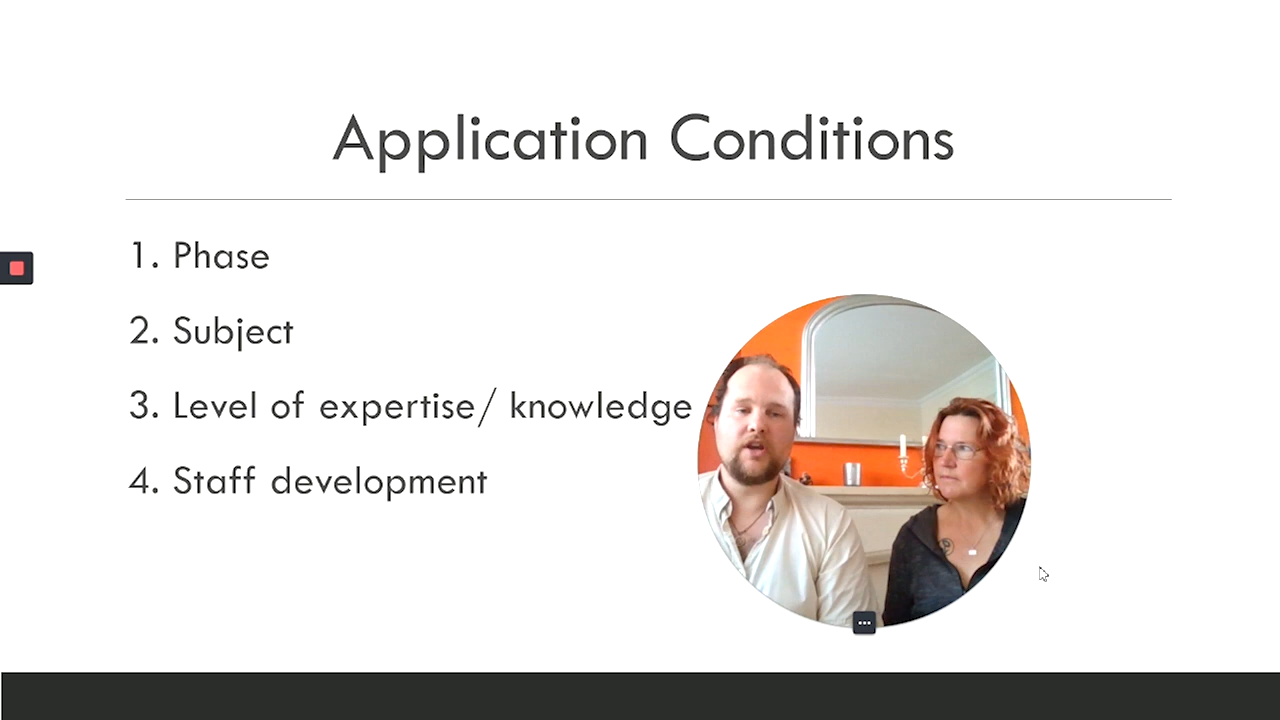 Application Conditions
1. Phase
2. Subject
3. Level of expertise/ knowledge
4. Staff development